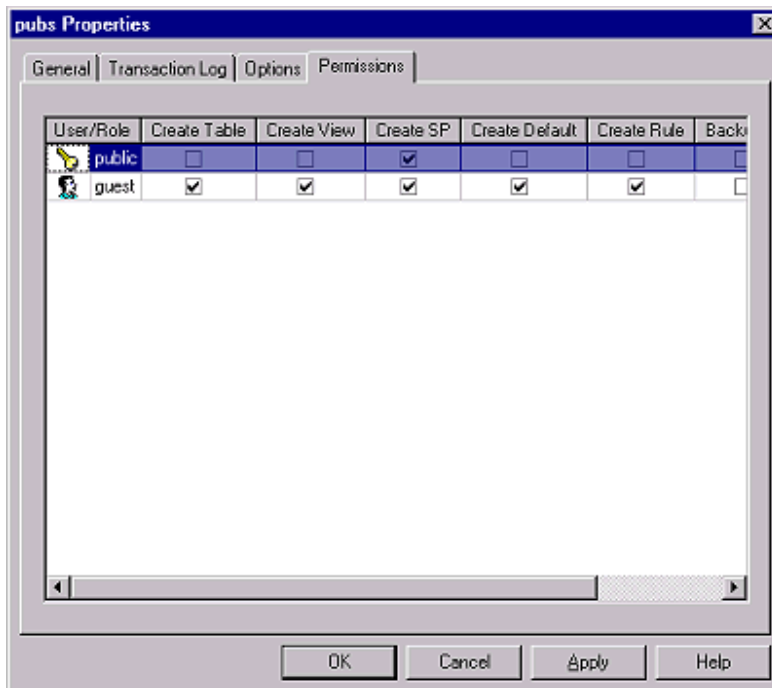 pubs Properties
General Transaction Log Options Permissions
User/Role Create Table Create View Create SP Create Default Create Rule
public
guest
OK Cancel Apply Help